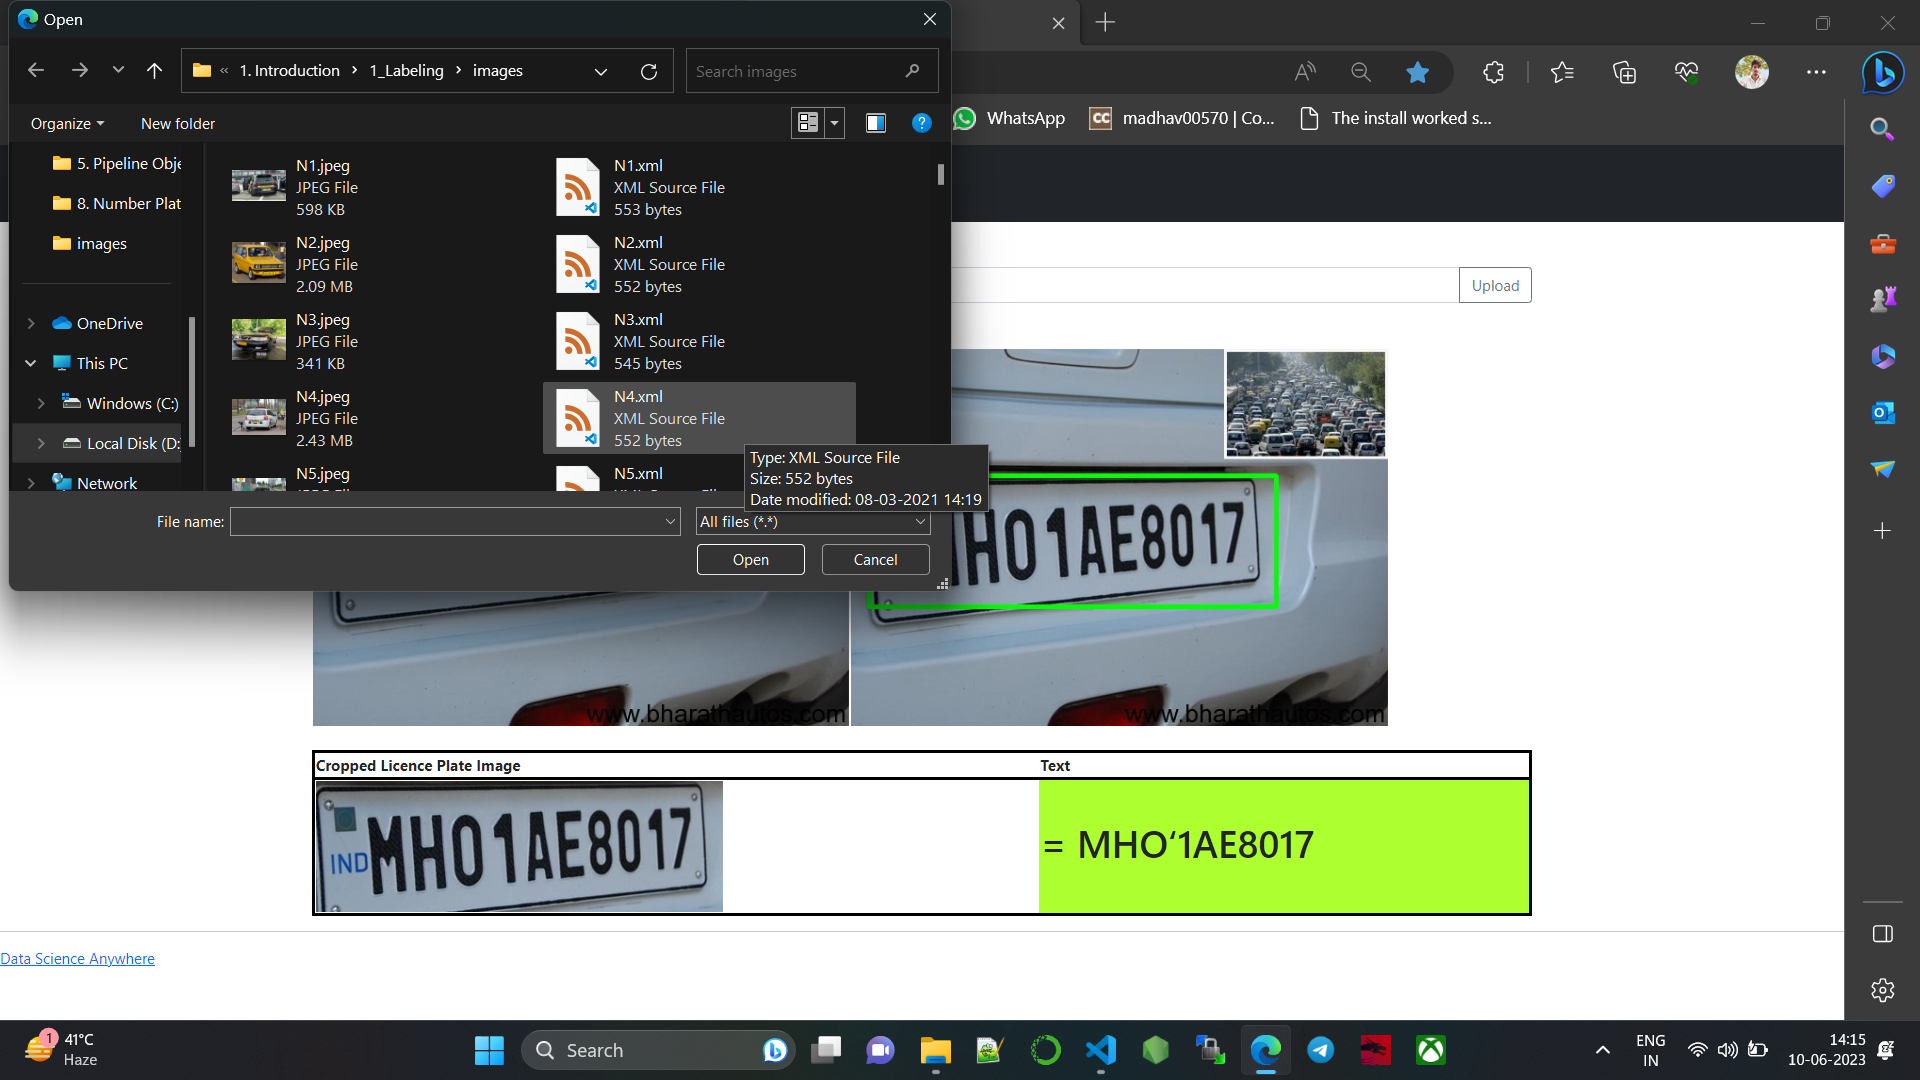 Open
1. Introduction
1_Labeling
images
Search images
Organize
New folder
5. Pipeline Obje
8. Number Plat
images
OneDrive
This PC
Windows (C:)
Local Disk (D:
Network
N1.jpeg
JPEG File
598 KB
N1.xml
XML Source File
553 bytes
N2.jpeg
JPEG File
2.09 MB
N2.xml
XML Source File
552 bytes
N3.jpeg
JPEG File
341 KB
N3.xml
XML Source File
545 bytes
N4.jpeg
JPEG File
2.43 MB
N4.xml
XML Source File
552 bytes
N5.jpeg
N5.xml
Type: XML Source File
Size: 552 bytes
Date modified: 08-03-2021 14:19
File name:
All files (*.*)
Open
Cancel
WhatsApp
CC
madhav00570 | Co...
The install worked s...
Upload
H01AE8017
www.bharathautos.com
www.bharathautos.com
Cropped Licence Plate Image
Text
IND MH01AE8017
= MHO‘1AE8017
Data Science Anywhere
1
41°C
Haze
Search
ENG
IN
14:15
10-06-2023